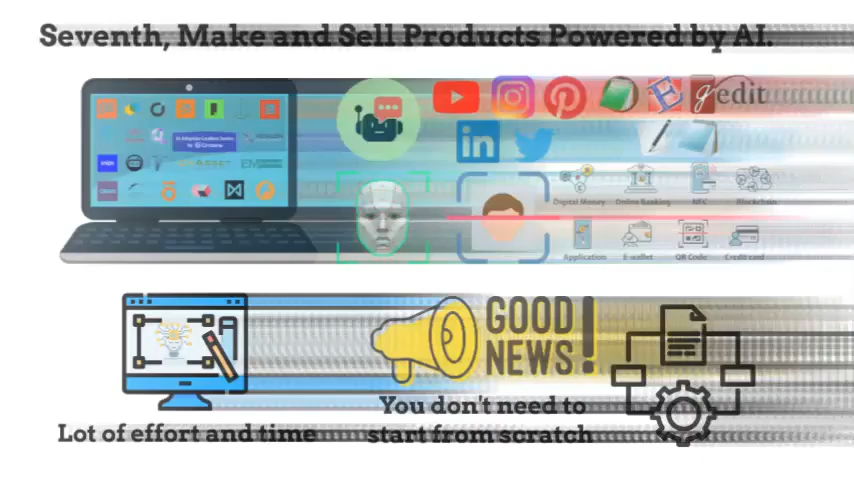 Seventh, Make and Sell Products Powered by AI.
gedit
Digital Money Online Banking NFC Blockchain
Application E-wallet QR Code Credit card
GOOD
NEWS!
You don't need to
Lot of effort and time start from scratch